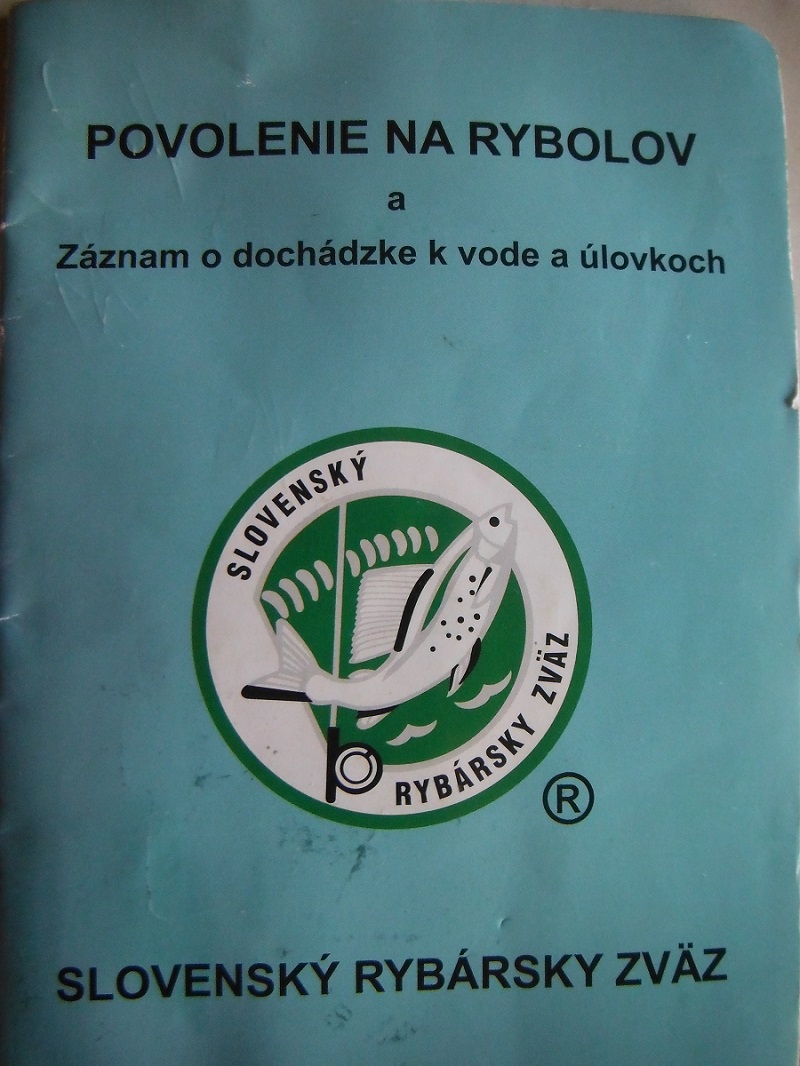 POVOLENIE NA RYBOLOV
a
Záznam o dochádzke k vode a úlovkoch
SLOVENSKÝ
RYBÁRSKY ZVÄZ
®
SLOVENSKÝ RYBÁRSKY ZVÄZ